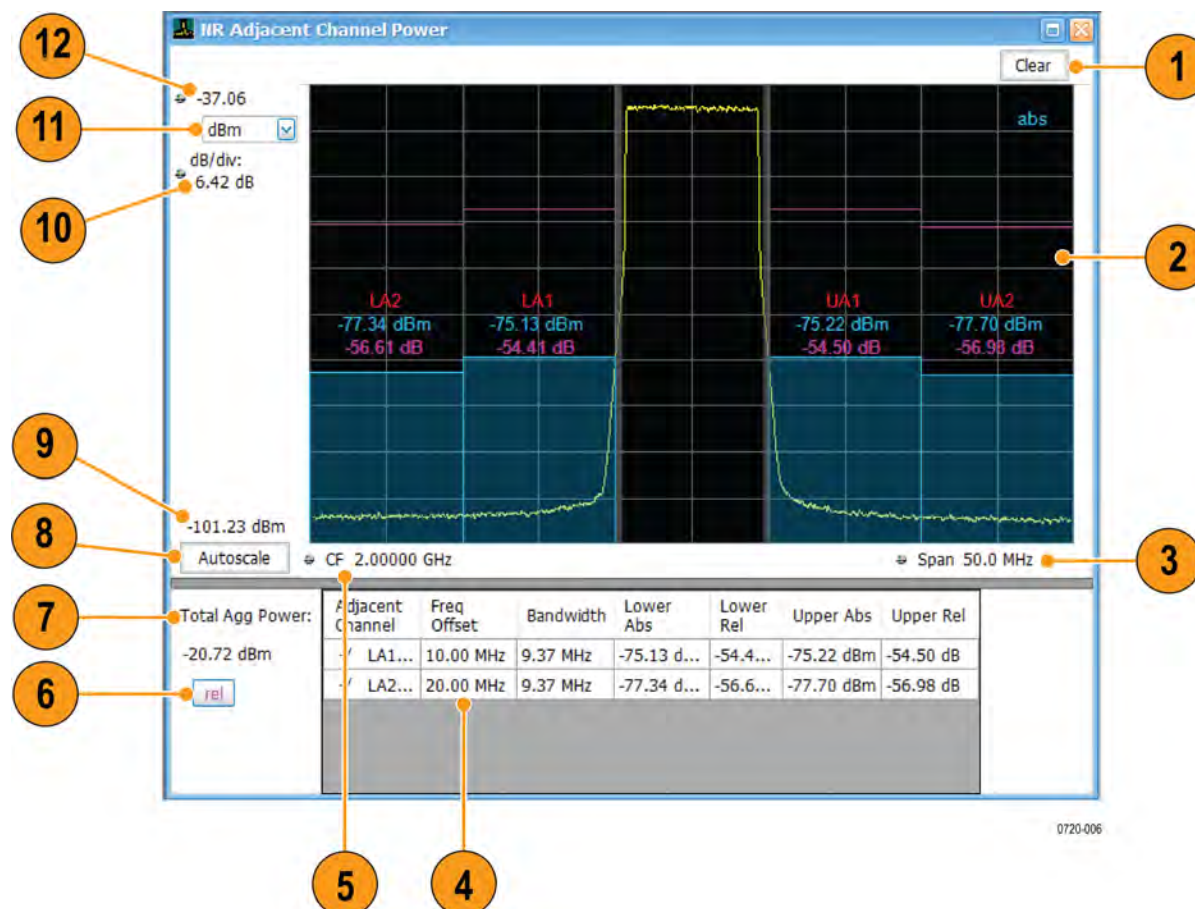 NR Adjacent Channel Power
12
1
Clear
-37.06
11
dBm
abs
dB/div:
6.42 dB
10
2
LA2
LA1
UA1
UA2
-77.34 dBm
-75.13 dBm
-75.22 dBm
-77.70 dBm
-56.61 dB
-54.41 dB
-54.50 dB
-56.98 dB
9
-101.23 dBm
8
Autoscale
CF 2.00000 GHz
Span 50.0 MHz
3
7
Total Agg Power:
Adjacent Channel Freq Offset Bandwidth Lower Abs Lower Rel Upper Abs Upper Rel
-20.72 dBm
+/ LA1... 10.00 MHz 9.37 MHz -75.13 d... -54.4... -75.22 dBm -54.50 dB
6
rel
+/ LA2... 20.00 MHz 9.37 MHz -77.34 d... -56.6... -77.70 dBm -56.98 dB
0720-006
5
4